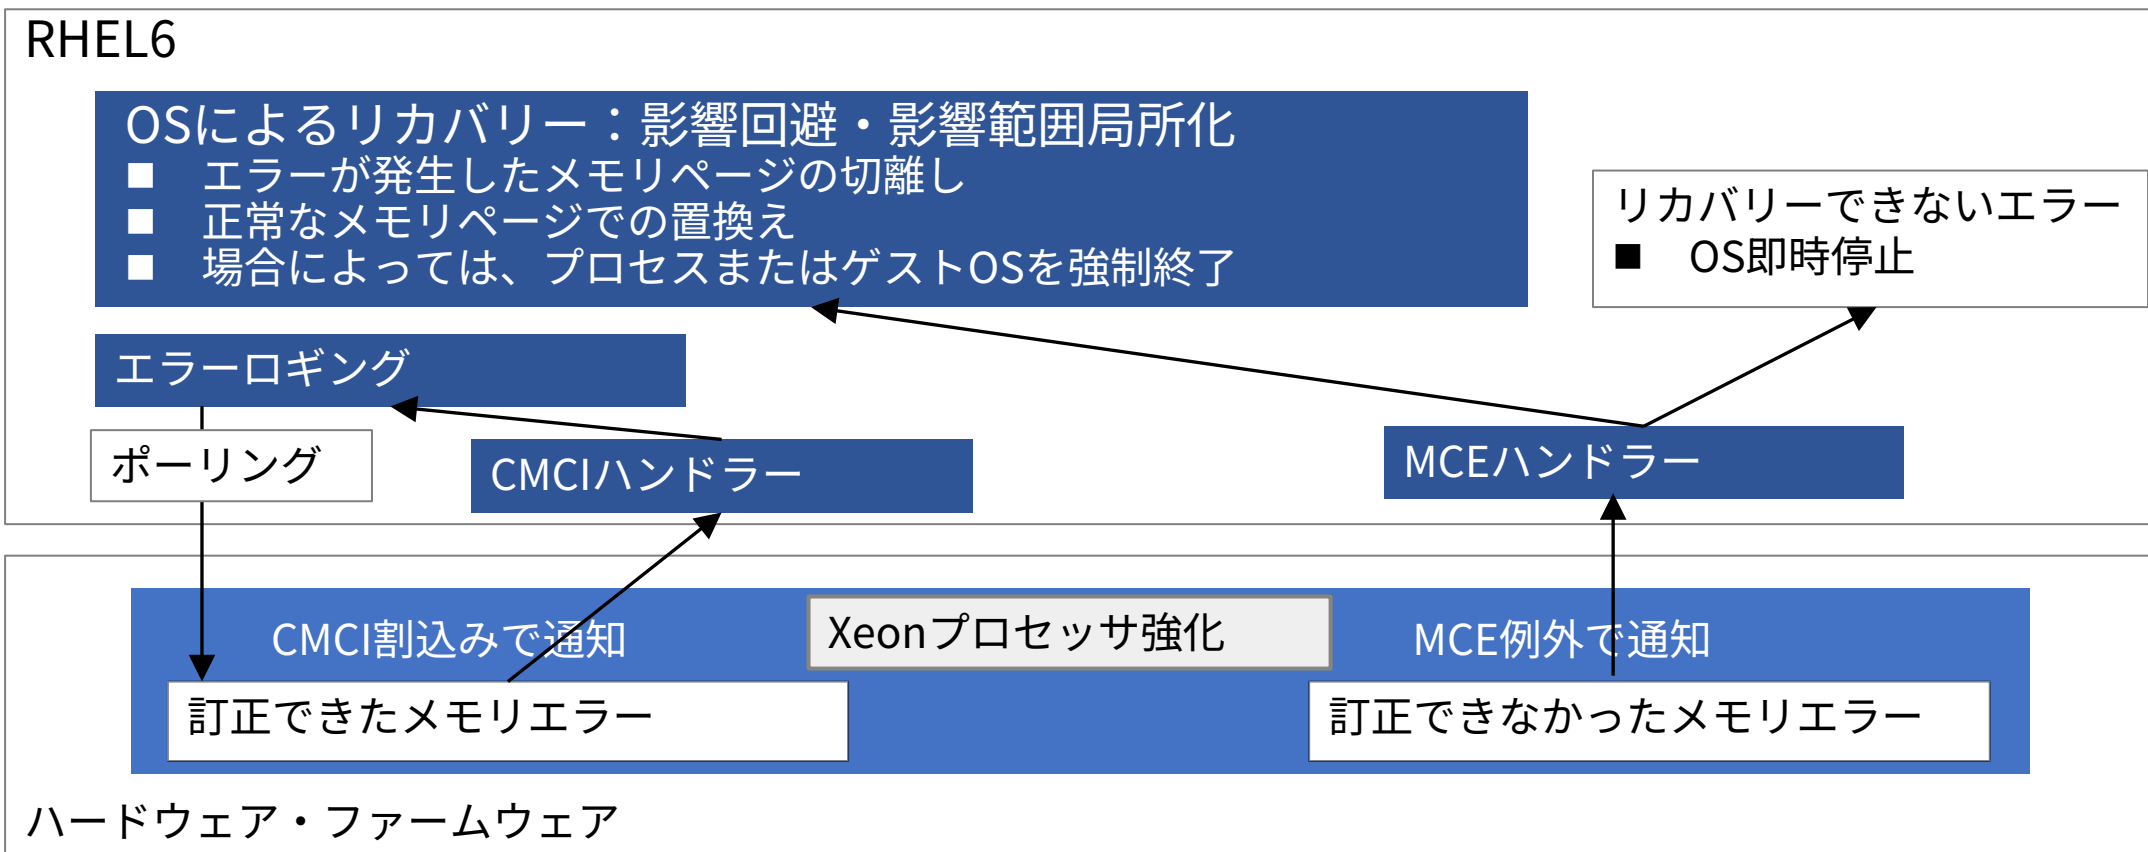 RHEL6
OSによるリカバリー：影響回避・影響範囲局所化
■ エラーが発生したメモリページの切離し
■ 正常なメモリページでの置換え
■ 場合によっては、プロセスまたはゲストOSを強制終了
リカバリーできないエラー
■ OS即時停止
エラーロギング
ポーリング
CMCIハンドラー
MCEハンドラー
CMCI割込みで通知
Xeonプロセッサ強化
MCE例外で通知
訂正できたメモリエラー
訂正できなかったメモリエラー
ハードウェア・ファームウェア